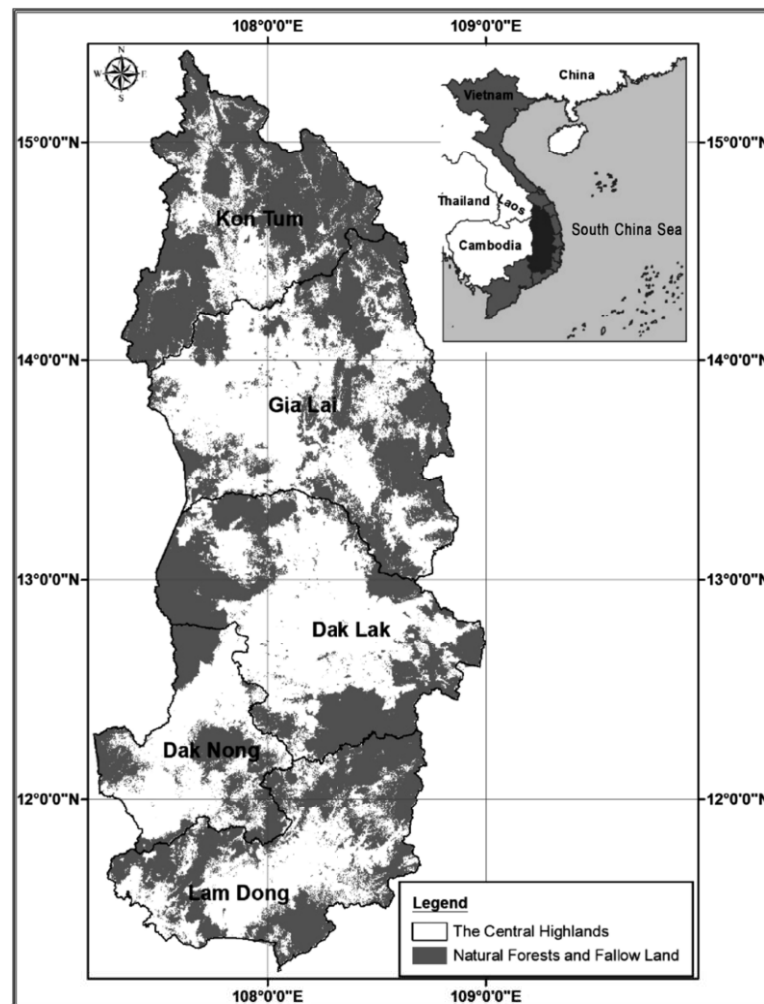 108°0'0"E 109°0'0"E
N
W E
S
China
Vietnam
15°0'0"N 15°0'0"N
Thailand
Laos
Kon Tum
South China Sea
Cambodia
14°0'0"N 14°0'0"N
Gia Lai
13°0'0"N 13°0'0"N
Dak Lak
Dak Nong
12°0'0"N 12°0'0"N
Lam Dong
Legend
The Central Highlands
Natural Forests and Fallow Land
108°0'0"E 109°0'0"E